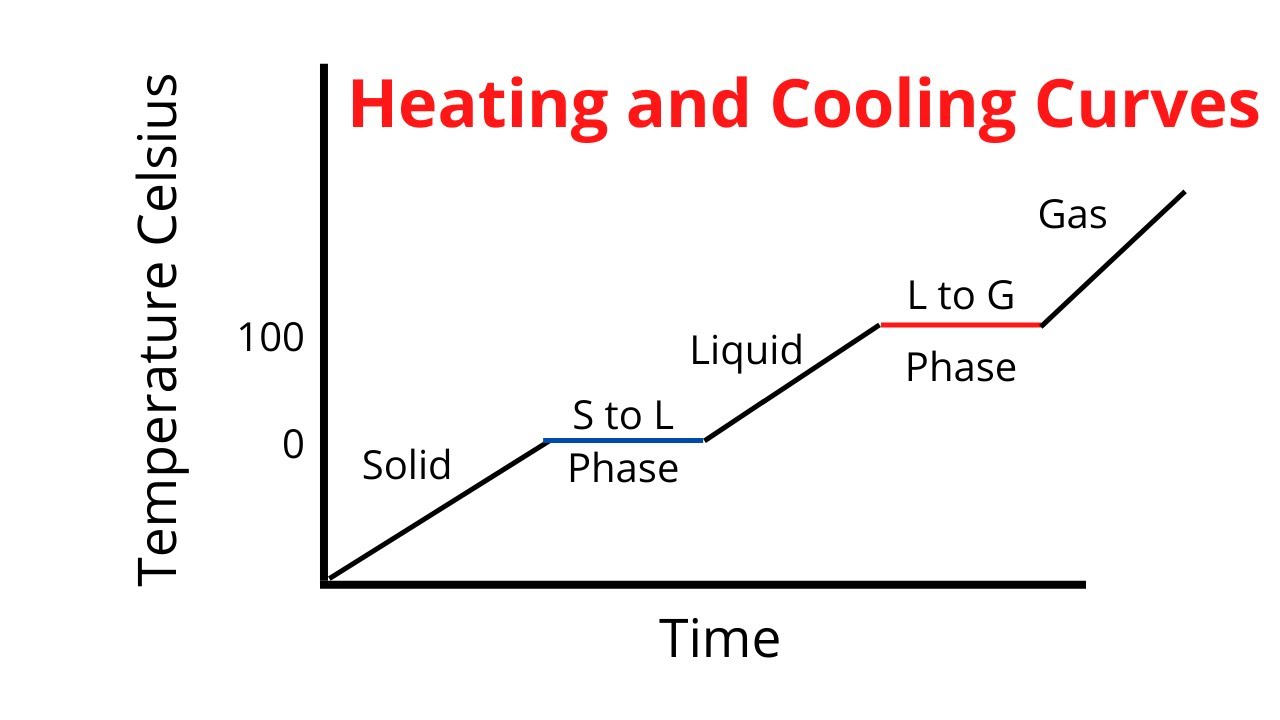 Heating and Cooling Curves
Temperature Celsius
Gas
L to G
Phase
100
Liquid
S to L
Phase
0
Solid
Time